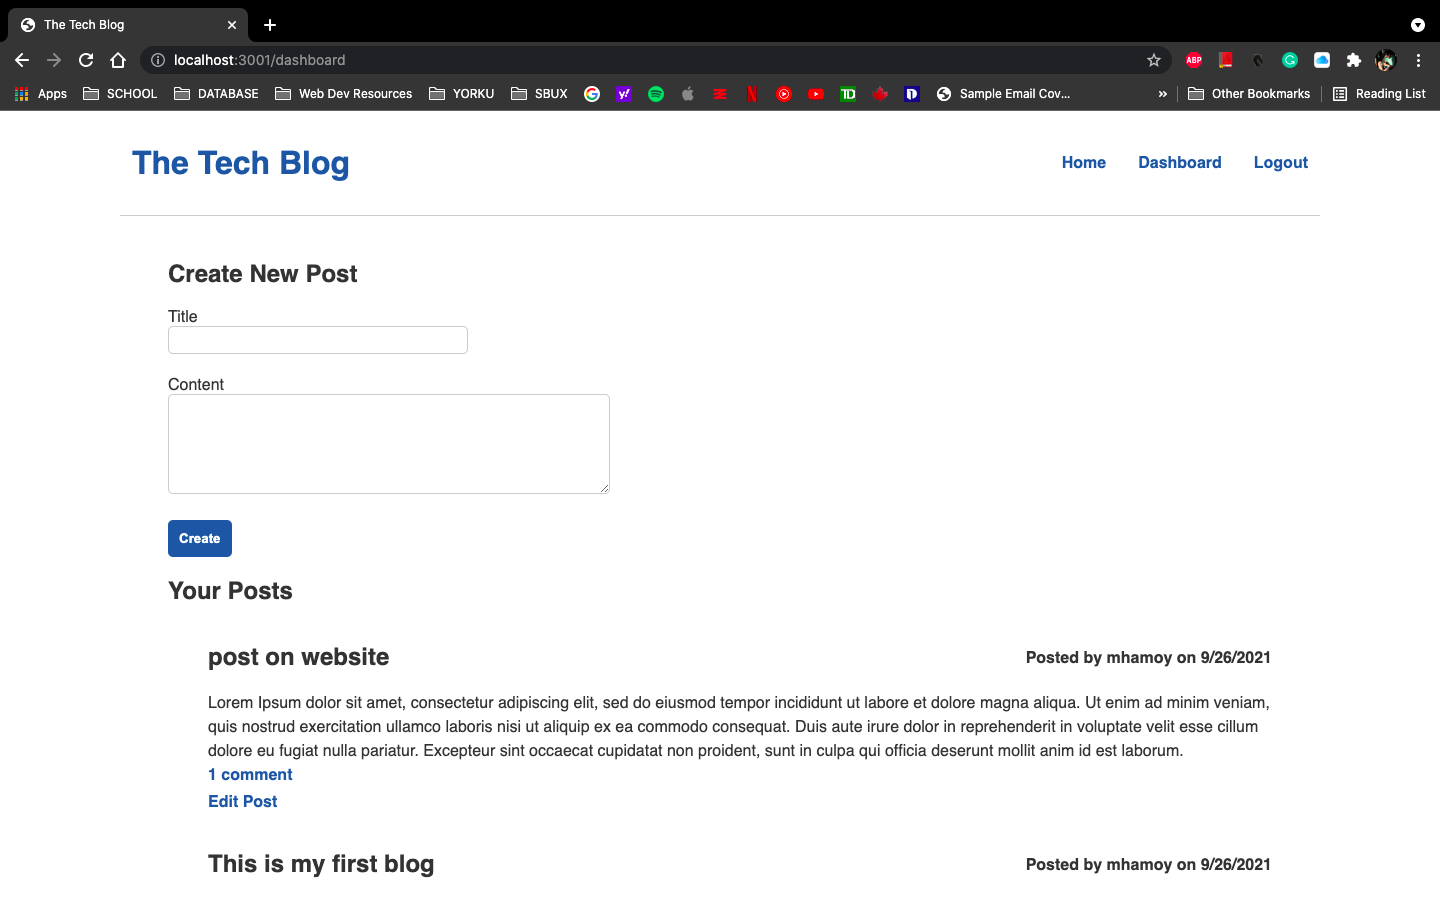 The Tech Blog
localhost:3001/dashboard
ABP
Apps SCHOOL DATABASE Web Dev Resources YORKU SBUX Sample Email Cov... » Other Bookmarks Reading List
The Tech Blog Home Dashboard Logout
Create New Post
Title
Content
Create
Your Posts
post on website Posted by mhamoy on 9/26/2021
Lorem Ipsum dolor sit amet, consectetur adipiscing elit, sed do eiusmod tempor incididunt ut labore et dolore magna aliqua. Ut enim ad minim veniam,
quis nostrud exercitation ullamco laboris nisi ut aliquip ex ea commodo consequat. Duis aute irure dolor in reprehenderit in voluptate velit esse cillum
dolore eu fugiat nulla pariatur. Excepteur sint occaecat cupidatat non proident, sunt in culpa qui officia deserunt mollit anim id est laborum.
1 comment
Edit Post
This is my first blog Posted by mhamoy on 9/26/2021